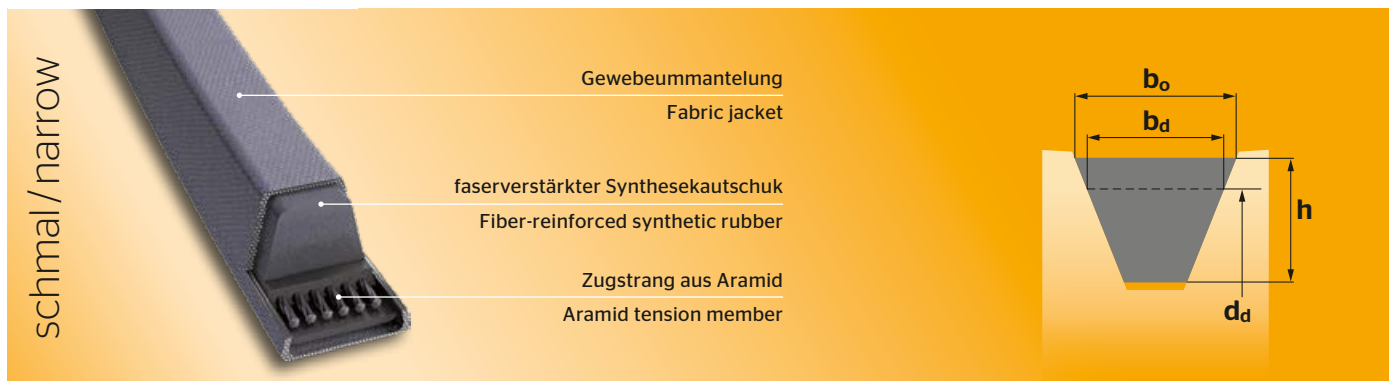 schmal / narrow
Gewebeummantelung
Fabric jacket
faserverstärkter Synthesekautschuk
Fiber-reinforced synthetic rubber
Zugstrang aus Aramid
Aramid tension member
bo
bd
h
dd